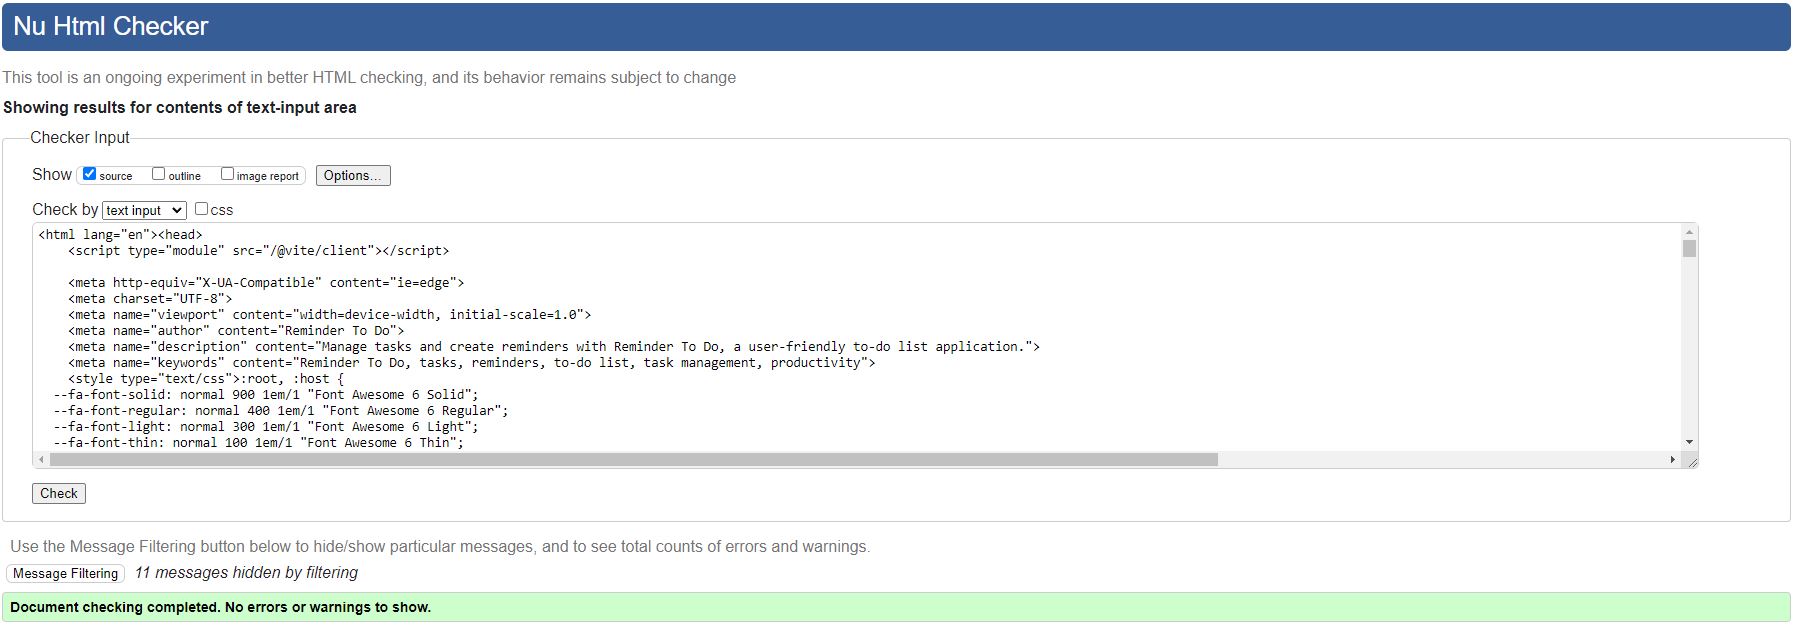 Nu Html Checker
This tool is an ongoing experiment in better HTML checking, and its behavior remains subject to change
Showing results for contents of text-input area
Checker Input
Show source outline image report Options...
Check by text input css
<html lang="en"><head>
    <script type="module" src="/@vite/client"></script>

    <meta http-equiv="X-UA-Compatible" content="ie=edge">
    <meta charset="UTF-8">
    <meta name="viewport" content="width=device-width, initial-scale=1.0">
    <meta name="author" content="Reminder To Do">
    <meta name="description" content="Manage tasks and create reminders with Reminder To Do, a user-friendly to-do list application.">
    <meta name="keywords" content="Reminder To Do, tasks, reminders, to-do list, task management, productivity">
    <style type="text/css">:root, :host {
  --fa-font-solid: normal 900 1em/1 "Font Awesome 6 Solid";
  --fa-font-regular: normal 400 1em/1 "Font Awesome 6 Regular";
  --fa-font-light: normal 300 1em/1 "Font Awesome 6 Light";
  --fa-font-thin: normal 100 1em/1 "Font Awesome 6 Thin";
Check
Use the Message Filtering button below to hide/show particular messages, and to see total counts of errors and warnings.
Message Filtering 11 messages hidden by filtering
Document checking completed. No errors or warnings to show.